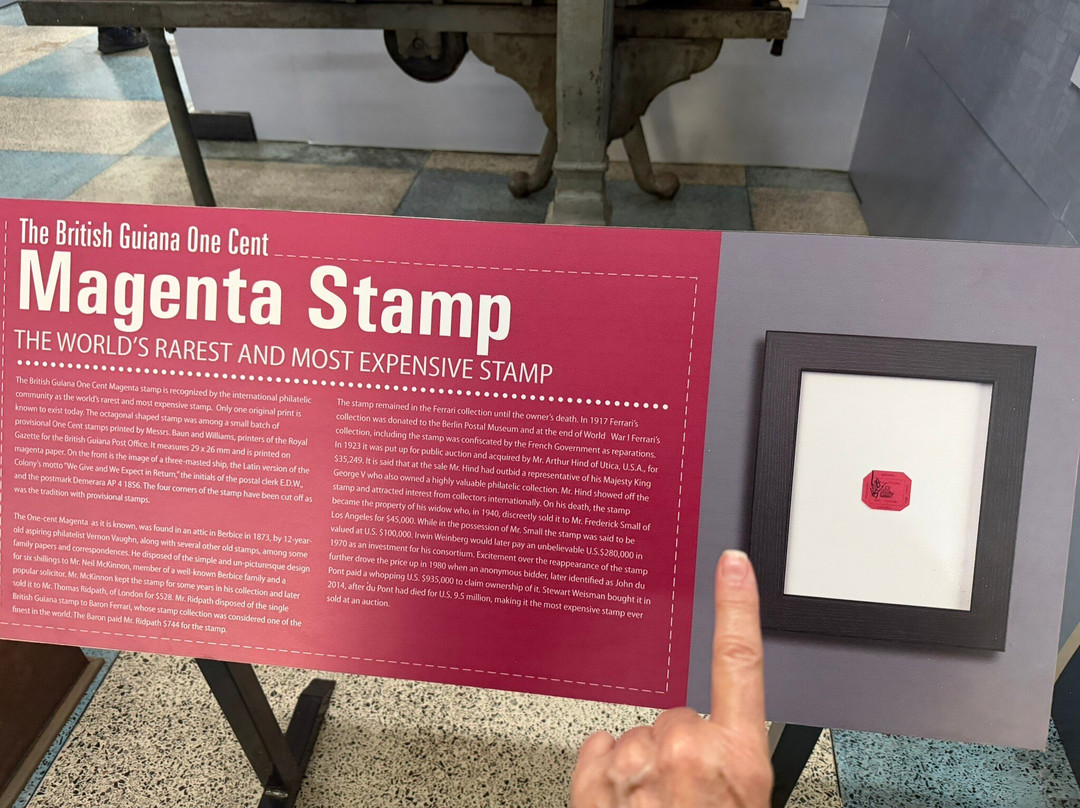 The British Guiana One Cent
Magenta Stamp
THE WORLD'S RAREST AND MOST EXPENSIVE STAMP
The British Guiana One Cent Magenta stamp is recognized by the international philatelic
community as the world's rarest and most expensive stamp. Only one original print is
known to exist today. The octagonal shaped stamp was among a small batch of
provisional One Cent stamps printed by Messrs. Baun and Williams, printers of the Royal
Gazette for the British Guiana Post Office. It measures 29 x 26 mm and is printed on
magenta paper. On the front is the image of a three-masted ship, the Latin version of the
Colony's motto "We Give and We Expect in Return," the initials of the postal clerk E.D.W.,
and the postmark Demerara AP 4 1856. The four corners of the stamp have been cut off as
was the tradition with provisional stamps.
The One-cent Magenta as it is known, was found in an attic in Berbice in 1873, by 12-year-
old aspiring philatelist Vernon Vaughn, along with several other old stamps, among some
family papers and correspondences. He disposed of the simple and un-picturesque design
for six shillings to Mr. Neil McKinnon, member of a well-known Berbice family and a
popular solicitor. Mr. McKinnon kept the stamp for some years in his collection and later
sold it to Mr. Thomas Ridpath, of London for $528. Mr. Ridpath disposed of the single
British Guiana stamp to Baron Ferrari, whose stamp collection was considered one of the
finest in the world. The Baron paid Mr. Ridpath $744 for the stamp.
The stamp remained in the Ferrari collection until the owner's death. In 1917 Ferrari's
collection was donated to the Berlin Postal Museum and at the end of World War I Ferrari's
collection, including the stamp was confiscated by the French Government as reparations.
In 1923 it was put up for public auction and acquired by Mr. Arthur Hind of Utica, U.S.A., for
$35,249. It is said that at the sale Mr. Hind had outbid a representative of his Majesty King
George V who also owned a highly valuable philatelic collection. Mr. Hind showed off the
stamp and attracted interest from collectors internationally. On his death, the stamp
became the property of his widow who, in 1940, discreetly sold it to Mr. Frederick Small of
Los Angeles for $45,000. While in the possession of Mr. Small the stamp was said to be
valued at U.S. $100,000. Irwin Weinberg would later pay an unbelievable U.S.$280,000 in
1970 as an investment for his consortium. Excitement over the reappearance of the stamp
further drove the price up in 1980 when an anonymous bidder, later identified as John du
Pont paid a whopping U.S. $935,000 to claim ownership of it. Stewart Weisman bought it in
2014, after du Pont had died for U.S. 9.5 million, making it the most expensive stamp ever
sold at an auction.